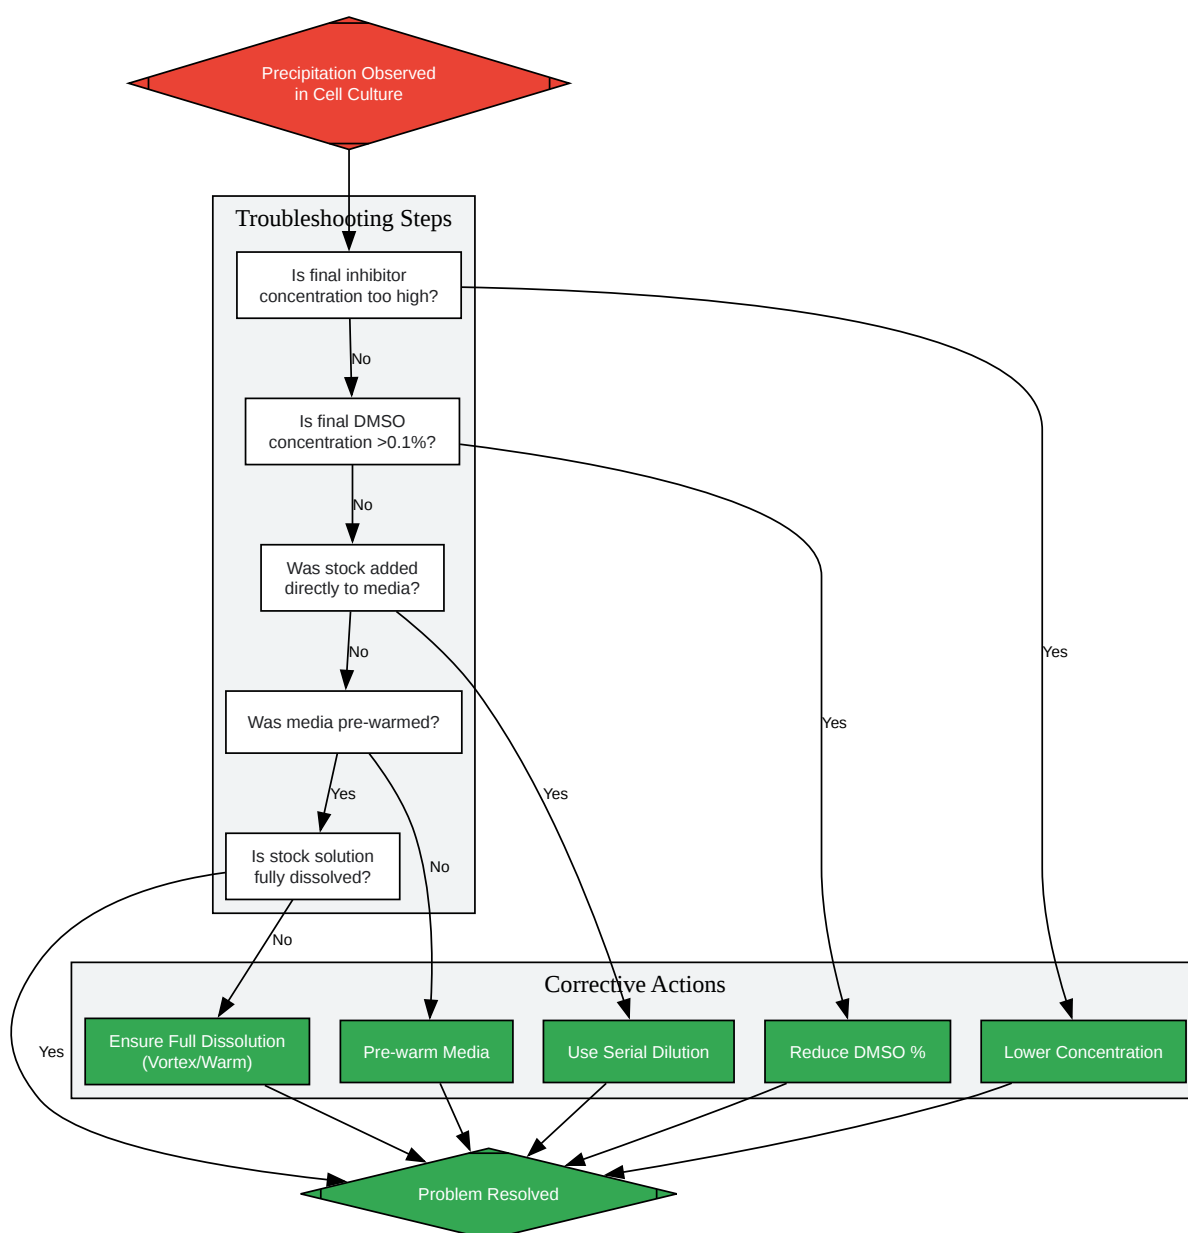 Precipitation Observed
in Cell Culture
Troubleshooting Steps
Is final inhibitor
concentration too high?
No
Is final DMSO
concentration >0.1%?
No
Was stock added
directly to media?
No
Yes
Was media pre-warmed?
Yes
Yes
Yes
Is stock solution
fully dissolved?
No
No
Corrective Actions
Yes
Ensure Full Dissolution
(Vortex/Warm)
Pre-warm Media
Use Serial Dilution
Reduce DMSO %
Lower Concentration
Problem Resolved